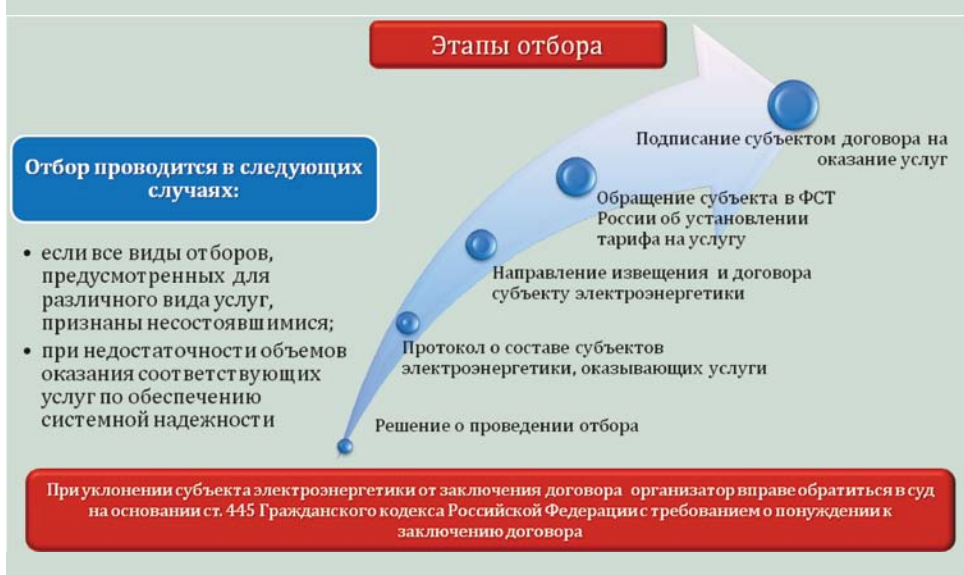 Этапы отбора
Отбор проводится в следующих
случаях:
• если все виды отборов,
предусмотренных для
различного вида услуг,
признаны несостоявшимися;
• при недостаточности объемов
оказания соответствующих
услуг по обеспечению
системной надежности
Подписание субъектом договора на
оказание услуг
Обращение субъекта в ФСТ
России об установлении
тарифа на услугу
Направление извещения и договора
субъекту электроэнергетики
Протокол о составе субъектов
электроэнергетики, оказывающих услуги
Решение о проведении отбора
При уклонении субъекта электроэнергетики от заключения договора организатор вправе обратиться в суд
на основании ст. 445 Гражданского кодекса Российской Федерации с требованием о понуждении к
заключению договора